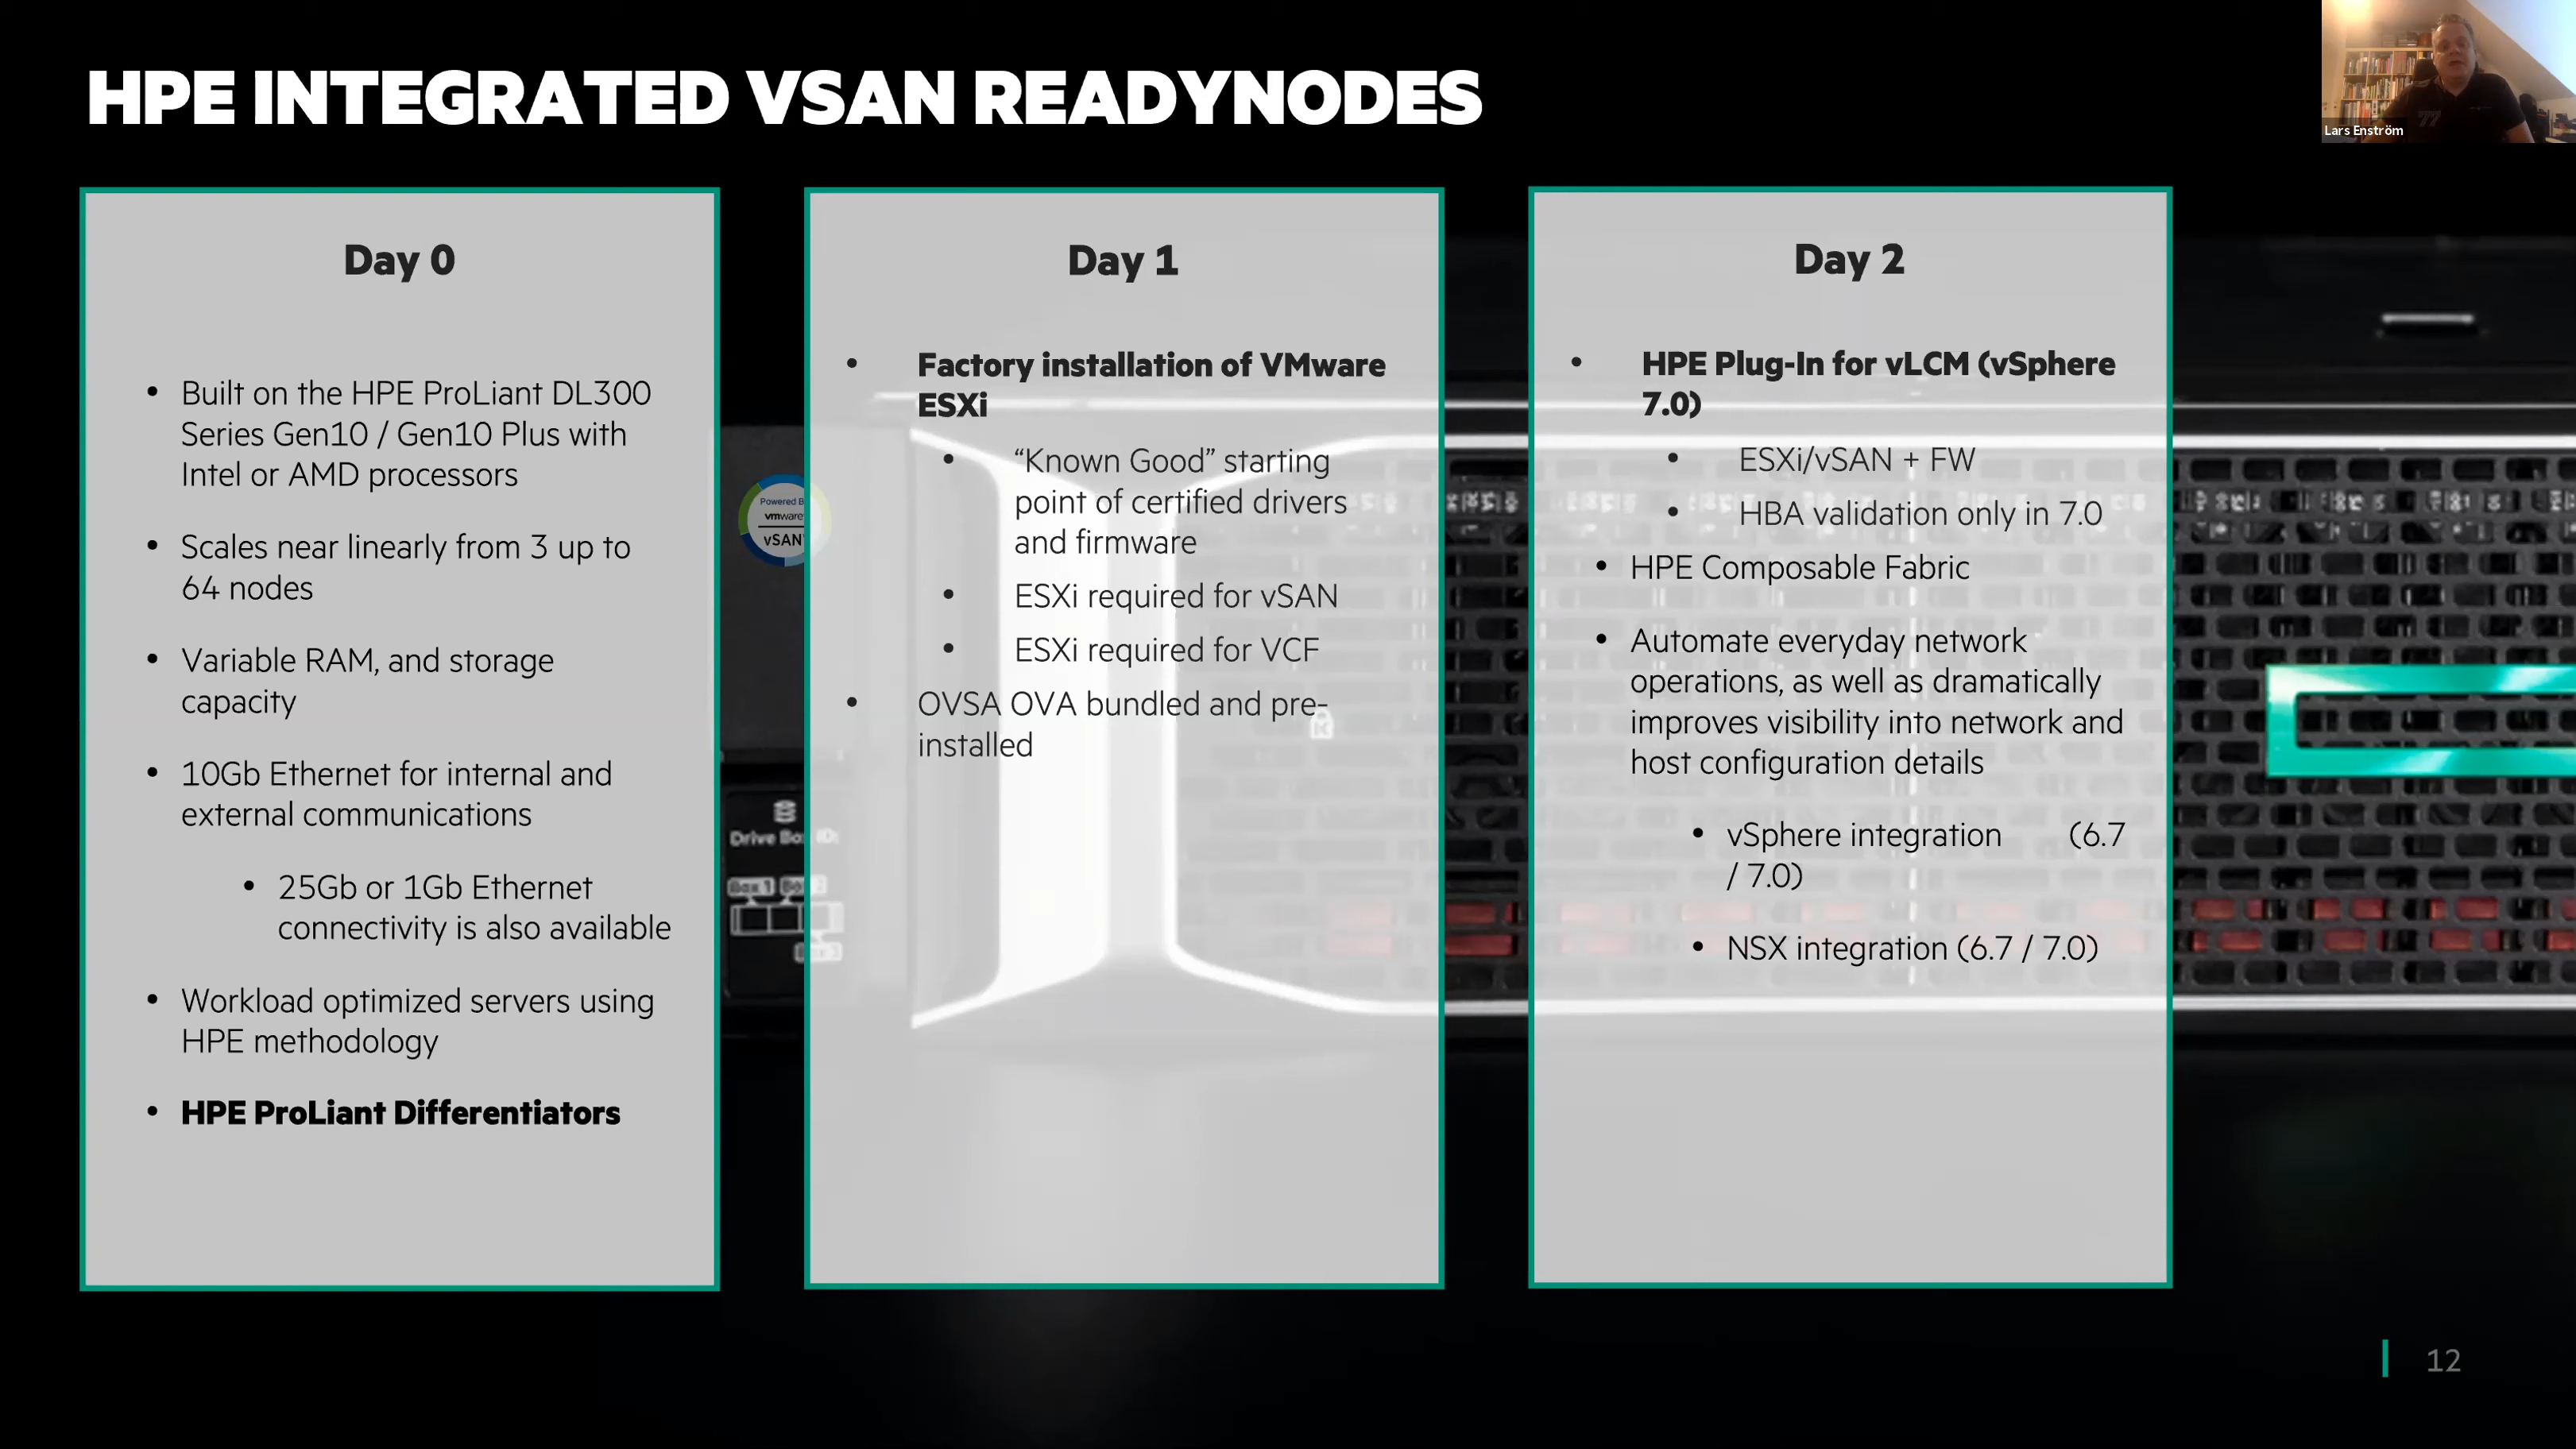 HPE INTEGRATED VSAN READYNODES
Lars Enström
Day 0
• Built on the HPE ProLiant DL300
Series Gen10 / Gen10 Plus with
Intel or AMD processors
• Scales near linearly from 3 up to
64 nodes
• Variable RAM, and storage
capacity
• 10Gb Ethernet for internal and
external communications
• 25Gb or 1Gb Ethernet
connectivity is also available
• Workload optimized servers using
HPE methodology
• HPE ProLiant Differentiators
Powered B
vmware
vSAN
Drive Bo
Box 1
Day 1
• Factory installation of VMware
ESXi
• “Known Good” starting
point of certified drivers
and firmware
• ESXi required for vSAN
• ESXi required for VCF
• OVSA OVA bundled and pre-
installed
Day 2
• HPE Plug-In for vLCM (vSphere
7.0)
• ESXi/vSAN + FW
• HBA validation only in 7.0
• HPE Composable Fabric
• Automate everyday network
operations, as well as dramatically
improves visibility into network and
host configuration details
• vSphere integration (6.7
/ 7.0)
• NSX integration (6.7 / 7.0)
12